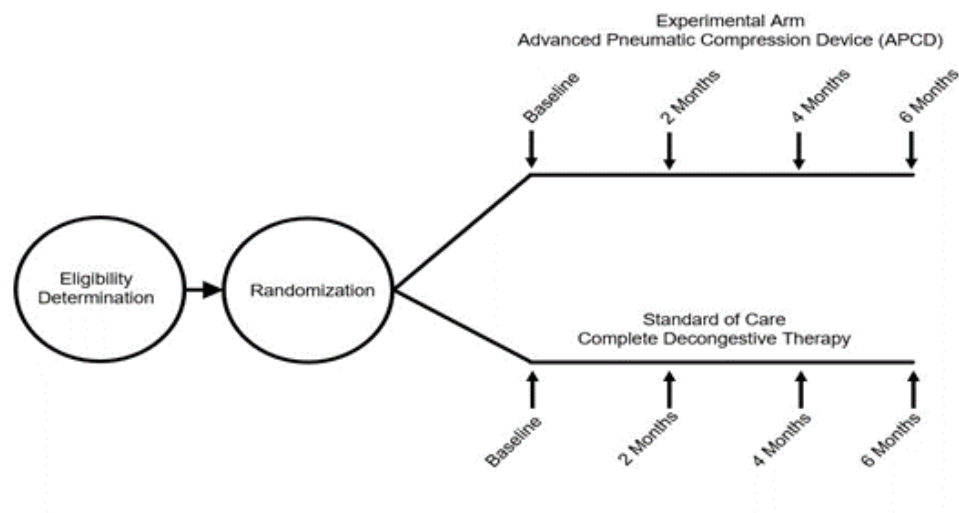 Experimental Arm
Advanced Pneumatic Compression Device (APCD)
Baseline
2 Months
4 Months
6 Months
Eligibility
Determination
Randomization
Standard of Care
Complete Decongestive Therapy
Baseline
2 Months
4 Months
6 Months